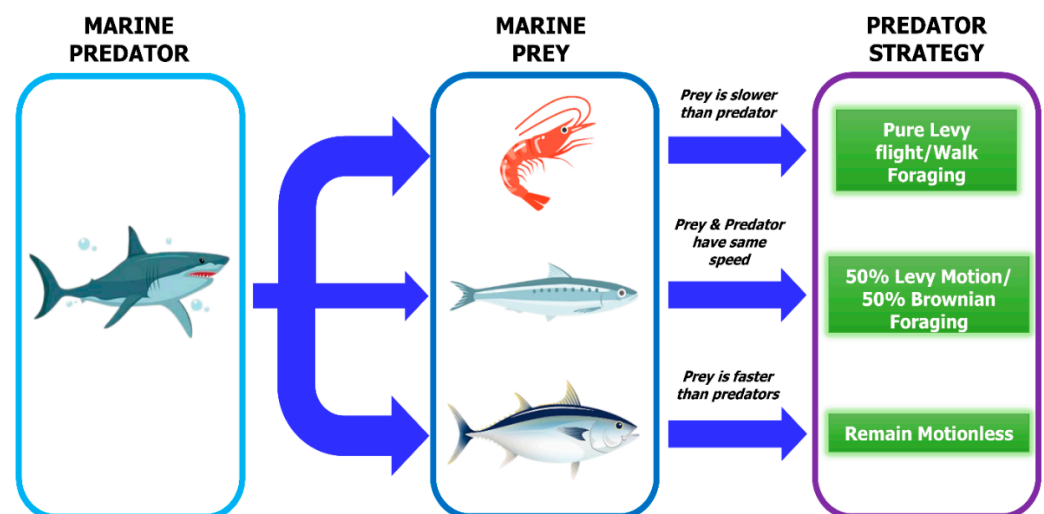 MARINE
PREDATOR
MARINE
PREY
PREDATOR
STRATEGY
Prey is slower
than predator
Pure Levy
flight/Walk
Foraging
Prey & Predator
have same
speed
50% Levy Motion/
50% Brownian
Foraging
Prey is faster
than predators
Remain Motionless